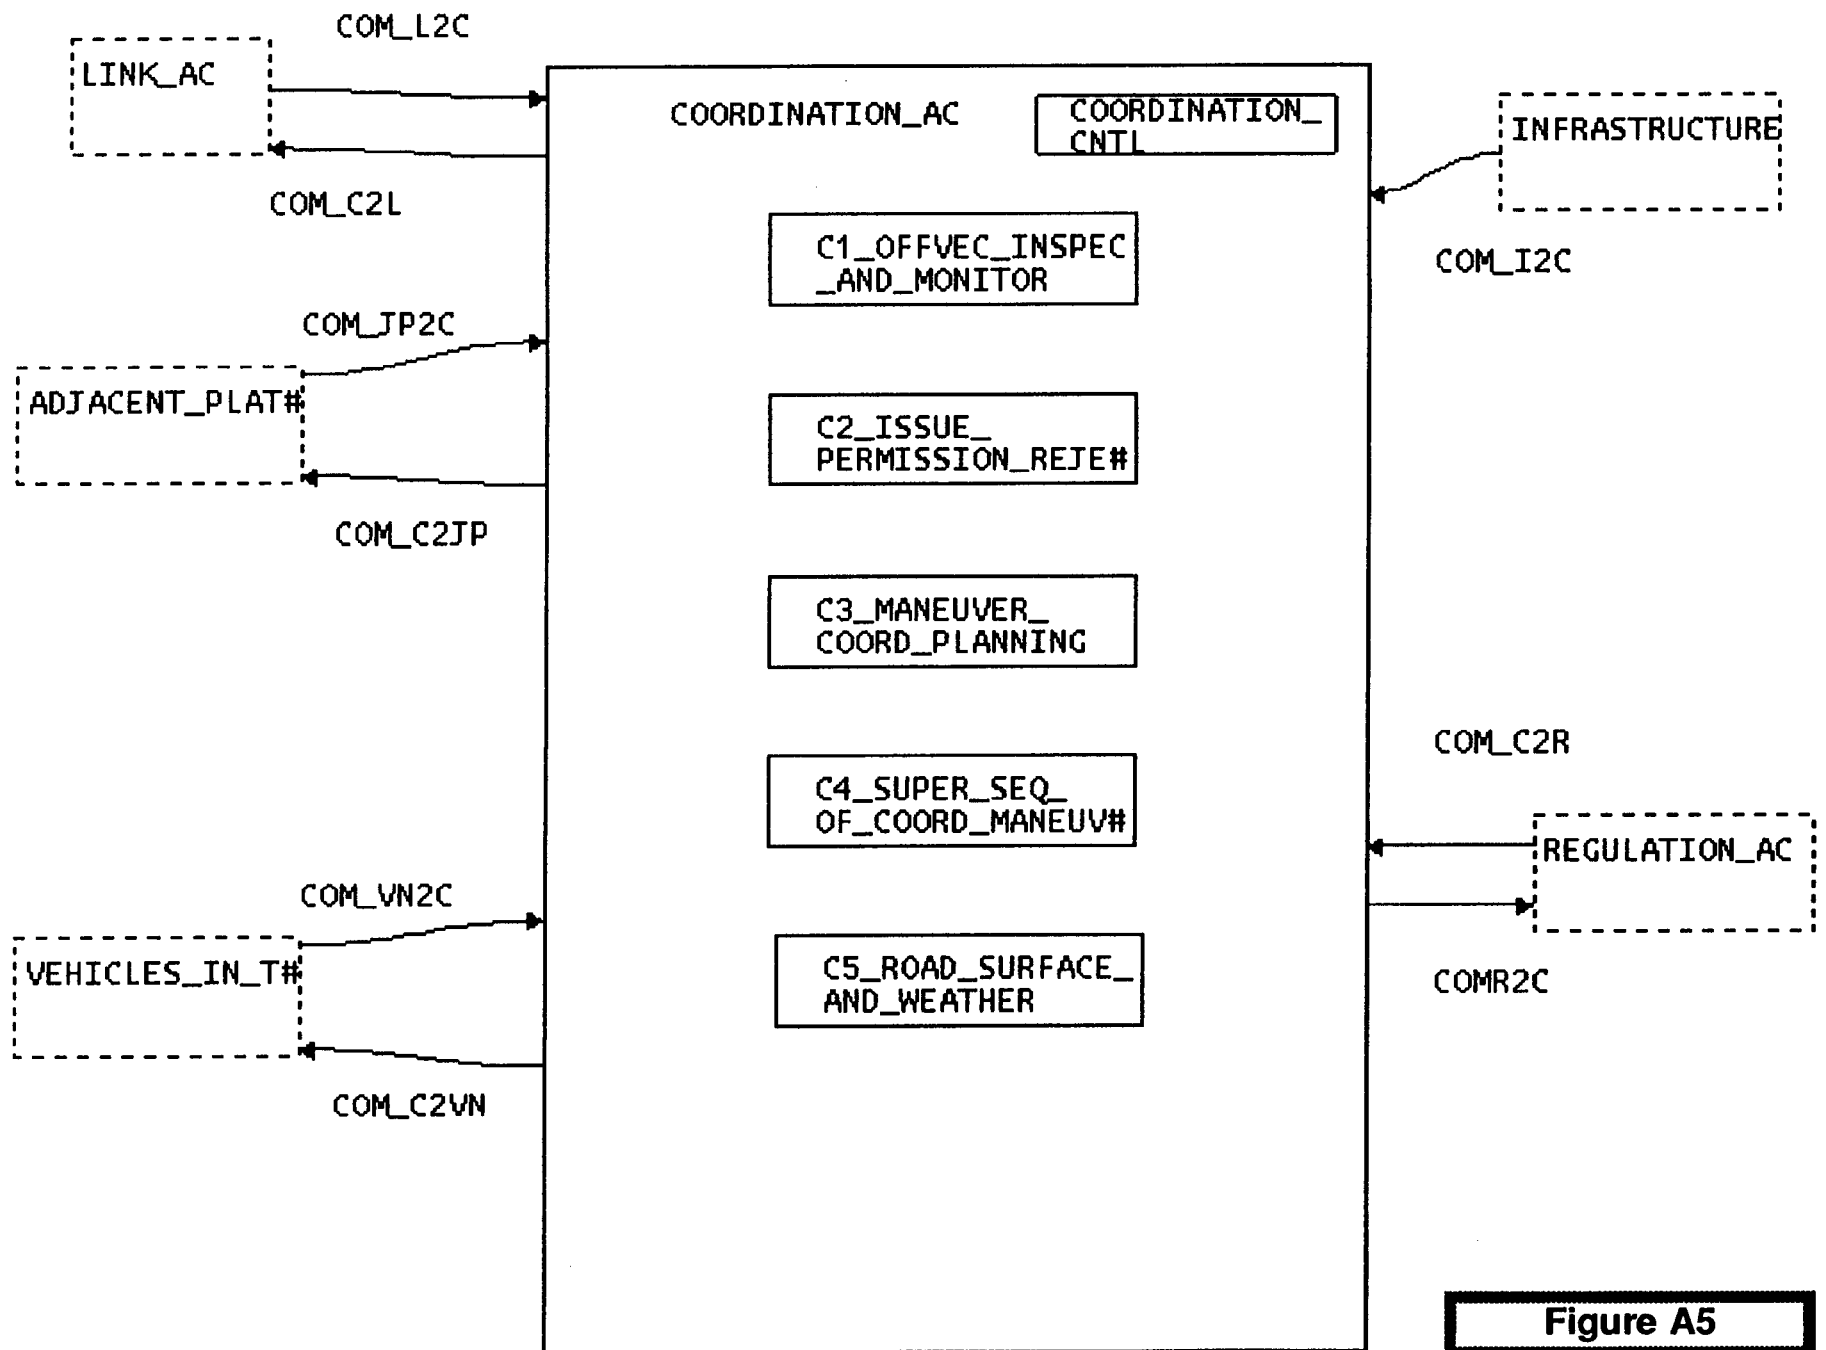 COM_L2C
LINK_AC
COM_C2L
COORDINATION_AC
COORDINATION_
CNTL
INFRASTRUCTURE
COM_I2C
C1_OFFVEC_INSPEC
_AND_MONITOR
COM_JP2C
ADJACENT_PLAT#
COM_C2JP
C2_ISSUE_
PERMISSION_REJE#
C3_MANEUVER_
COORD_PLANNING
COM_C2R
REGULATION_AC
COMR2C
C4_SUPER_SEQ_
OF_COORD_MANEUV#
COM_VN2C
VEHICLES_IN_T#
COM_C2VN
C5_ROAD_SURFACE_
AND_WEATHER
Figure A5